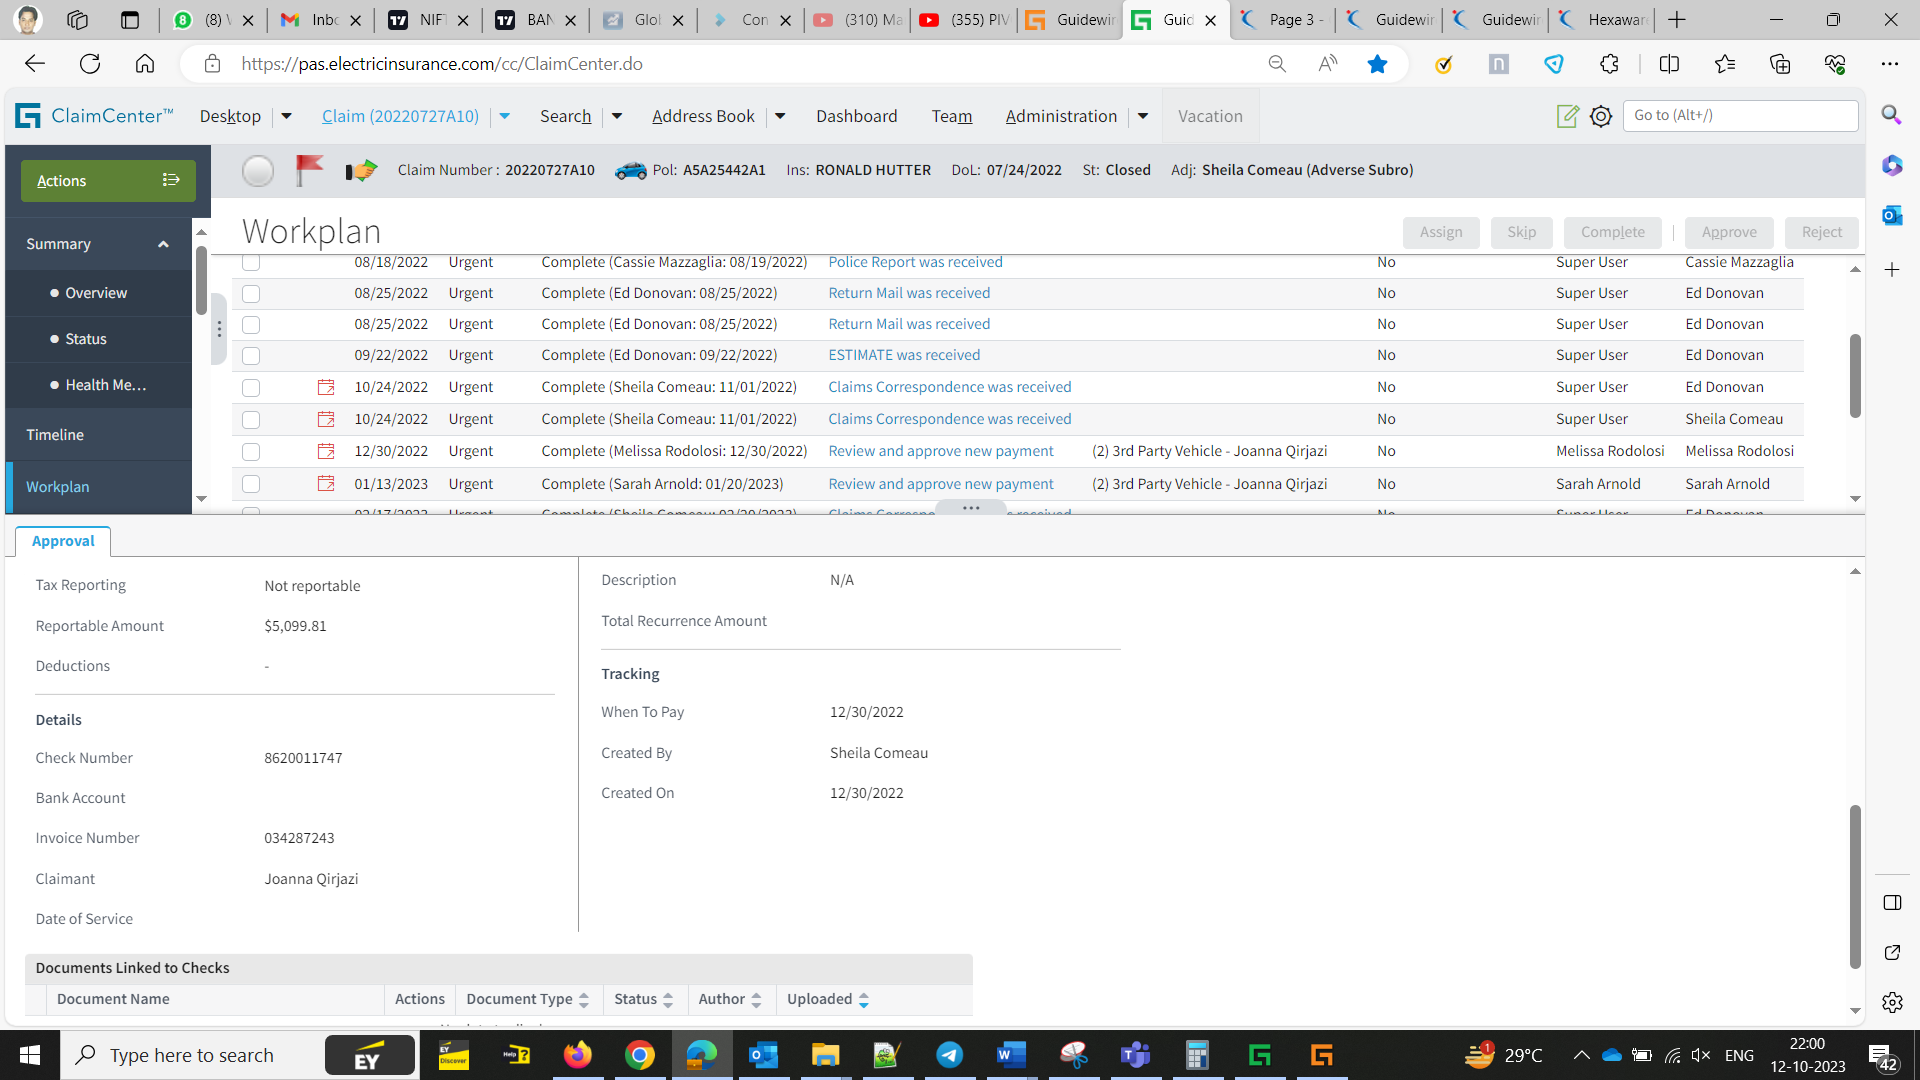 (8) W
Inbo
NIFT
BAN
Glob
Con
(310) Ma
(355) PIV
Guidewir
Guid
Page 3 -
Guidewir
Guidewir
Hexaware
https://pas.electricinsurance.com/cc/ClaimCenter.do
ClaimCenter™ Desktop Claim (20220727A10) Search Address Book Dashboard Team Administration Vacation Go to (Alt+/)
Actions
Claim Number : 20220727A10 Pol: A5A25442A1 Ins: RONALD HUTTER DoL: 07/24/2022 St: Closed Adj: Sheila Comeau (Adverse Subro)
Summary
Overview
Status
Health Me...
Timeline
Workplan
Workplan
Assign Skip Complete Approve Reject
08/18/2022 Urgent Complete (Cassie Mazzaglia: 08/19/2022) Police Report was received No Super User Cassie Mazzaglia
08/25/2022 Urgent Complete (Ed Donovan: 08/25/2022) Return Mail was received No Super User Ed Donovan
08/25/2022 Urgent Complete (Ed Donovan: 08/25/2022) Return Mail was received No Super User Ed Donovan
09/22/2022 Urgent Complete (Ed Donovan: 09/22/2022) ESTIMATE was received No Super User Ed Donovan
10/24/2022 Urgent Complete (Sheila Comeau: 11/01/2022) Claims Correspondence was received No Super User Ed Donovan
10/24/2022 Urgent Complete (Sheila Comeau: 11/01/2022) Claims Correspondence was received No Super User Sheila Comeau
12/30/2022 Urgent Complete (Melissa Rodolosi: 12/30/2022) Review and approve new payment (2) 3rd Party Vehicle - Joanna Qirjazi No Melissa Rodolosi Melissa Rodolosi
01/13/2023 Urgent Complete (Sarah Arnold: 01/20/2023) Review and approve new payment (2) 3rd Party Vehicle - Joanna Qirjazi No Sarah Arnold Sarah Arnold
Approval
Tax Reporting Not reportable
Reportable Amount $5,099.81
Deductions -
Details
Check Number 8620011747
Bank Account
Invoice Number 034287243
Claimant Joanna Qirjazi
Date of Service
Description N/A
Total Recurrence Amount
Tracking
When To Pay 12/30/2022
Created By Sheila Comeau
Created On 12/30/2022
Documents Linked to Checks
Document Name Actions Document Type Status Author Uploaded
Type here to search
EY
EY Discover
Help ?
1
29°C
ENG
22:00
12-10-2023
42